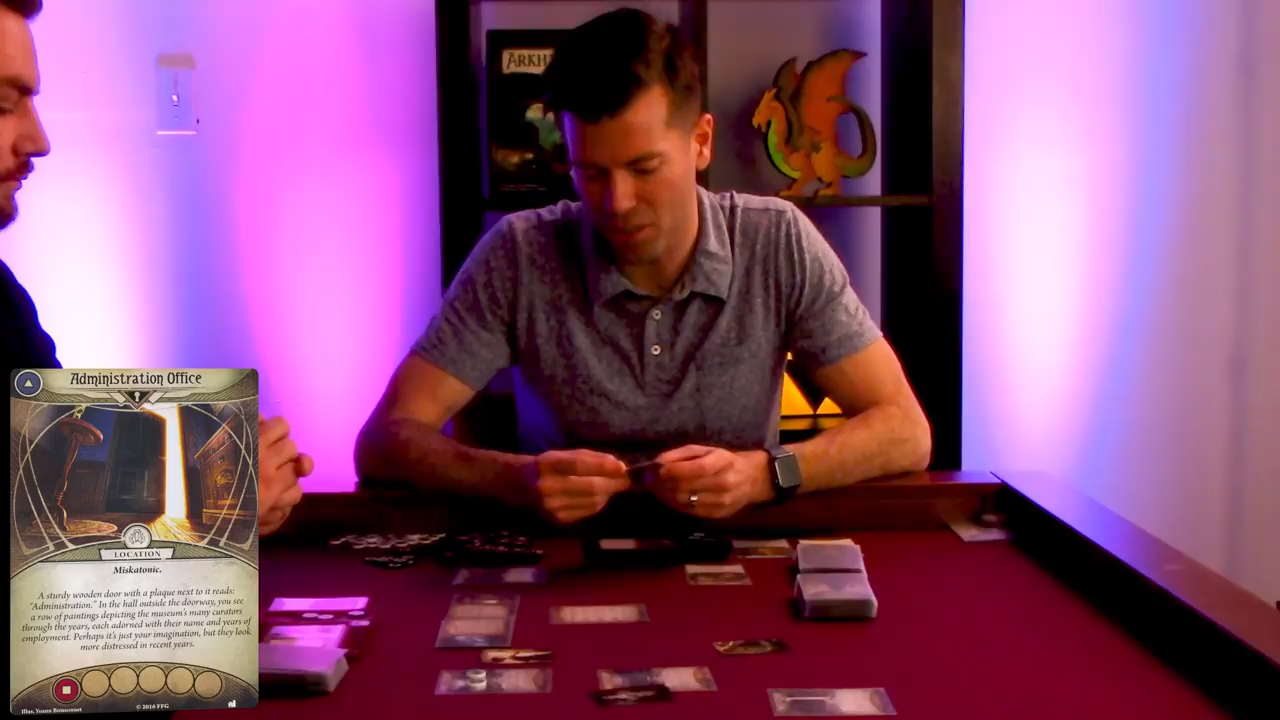 ARKH
Administration Office
LOCATION
Miskatonic.
A sturdy wooden door with a plaque next to it reads:
"Administration." In the hall outside the doorway, you see
a row of paintings depicting the museum's many curators
through the years, each adorned with their name and years of
employment. Perhaps it's just your imagination, but they look
more distressed in recent years.
Illus. Yoann Boissonnet
© 2016 FFG